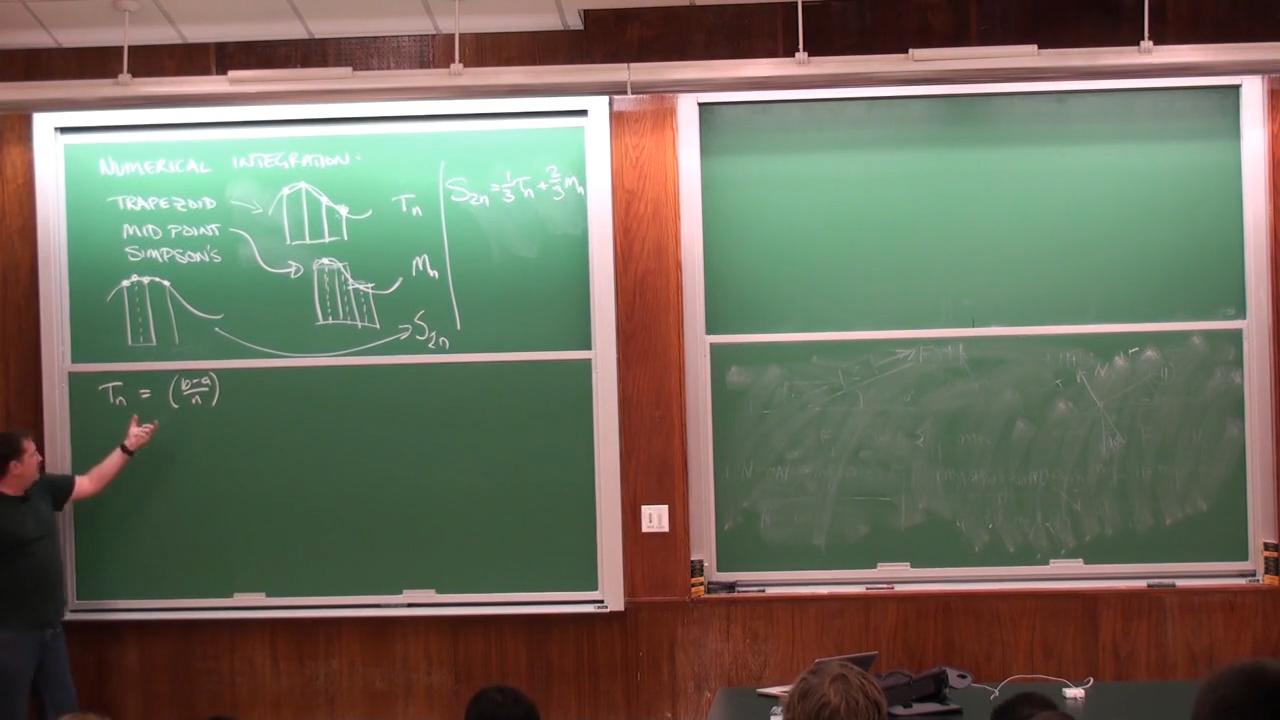 NUMERICAL INTEGRATION.
TRAPEZOID
Tₙ
MID POINT
SIMPSON'S
Mₙ
S₂ₙ
S₂ₙ = 1/3 Tₙ + 2/3 Mₙ
Tₙ = (b-a/n)